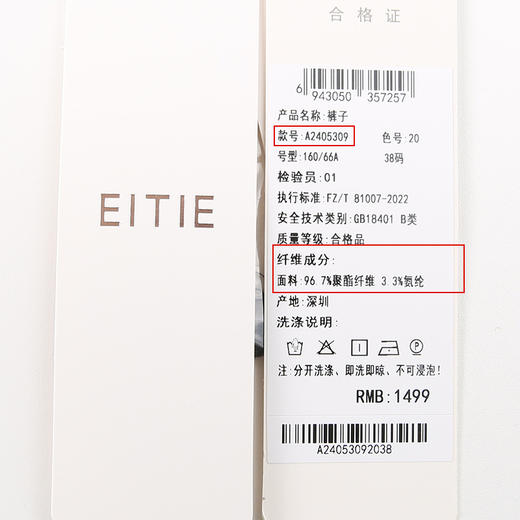 EITIE
合格证
6 943050 357257
产品名称:裤子
款号:A2405309 色号:20
号型:160/66A 38码
检验员:01
执行标准:FZ/T 81007-2022
安全技术类别:GB18401 B类
质量等级:合格品
纤维成分:
面料:96.7%聚酯纤维 3.3%氨纶
产地:深圳
洗涤说明:
注:分开洗涤、即洗即晾、不可浸泡!
RMB:1499
A24053092038